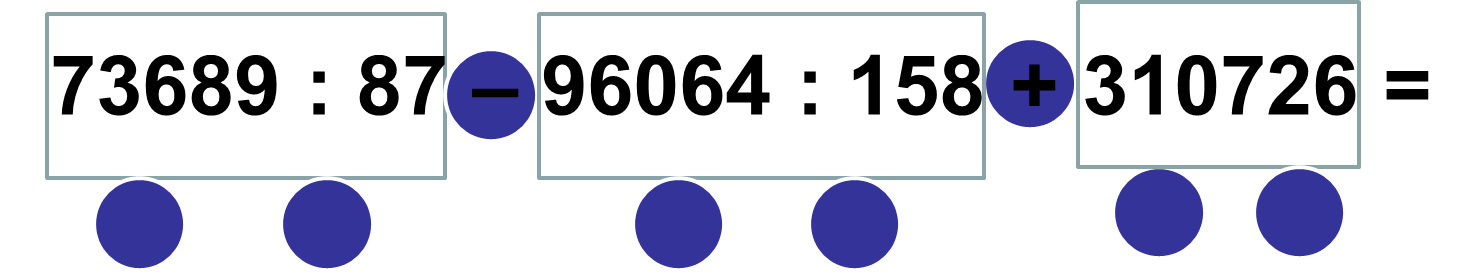 73689 : 87 – 96064 : 158 + 310726 =